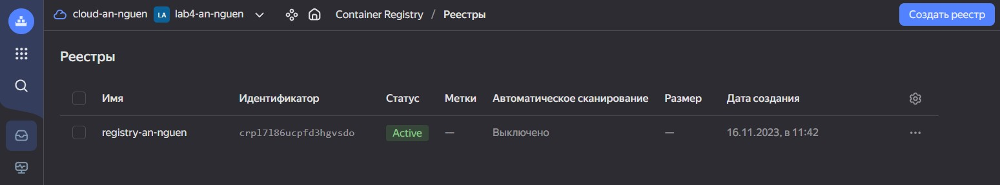 cloud-an-nguen LA lab4-an-nguen Container Registry / Реестры Создать реестр
Реестры
Имя Идентификатор Статус Метки Автоматическое сканирование Размер Дата создания
registry-an-nguen crpl7l86ucpfd3hgvsdo Active — Выключено — 16.11.2023, в 11:42